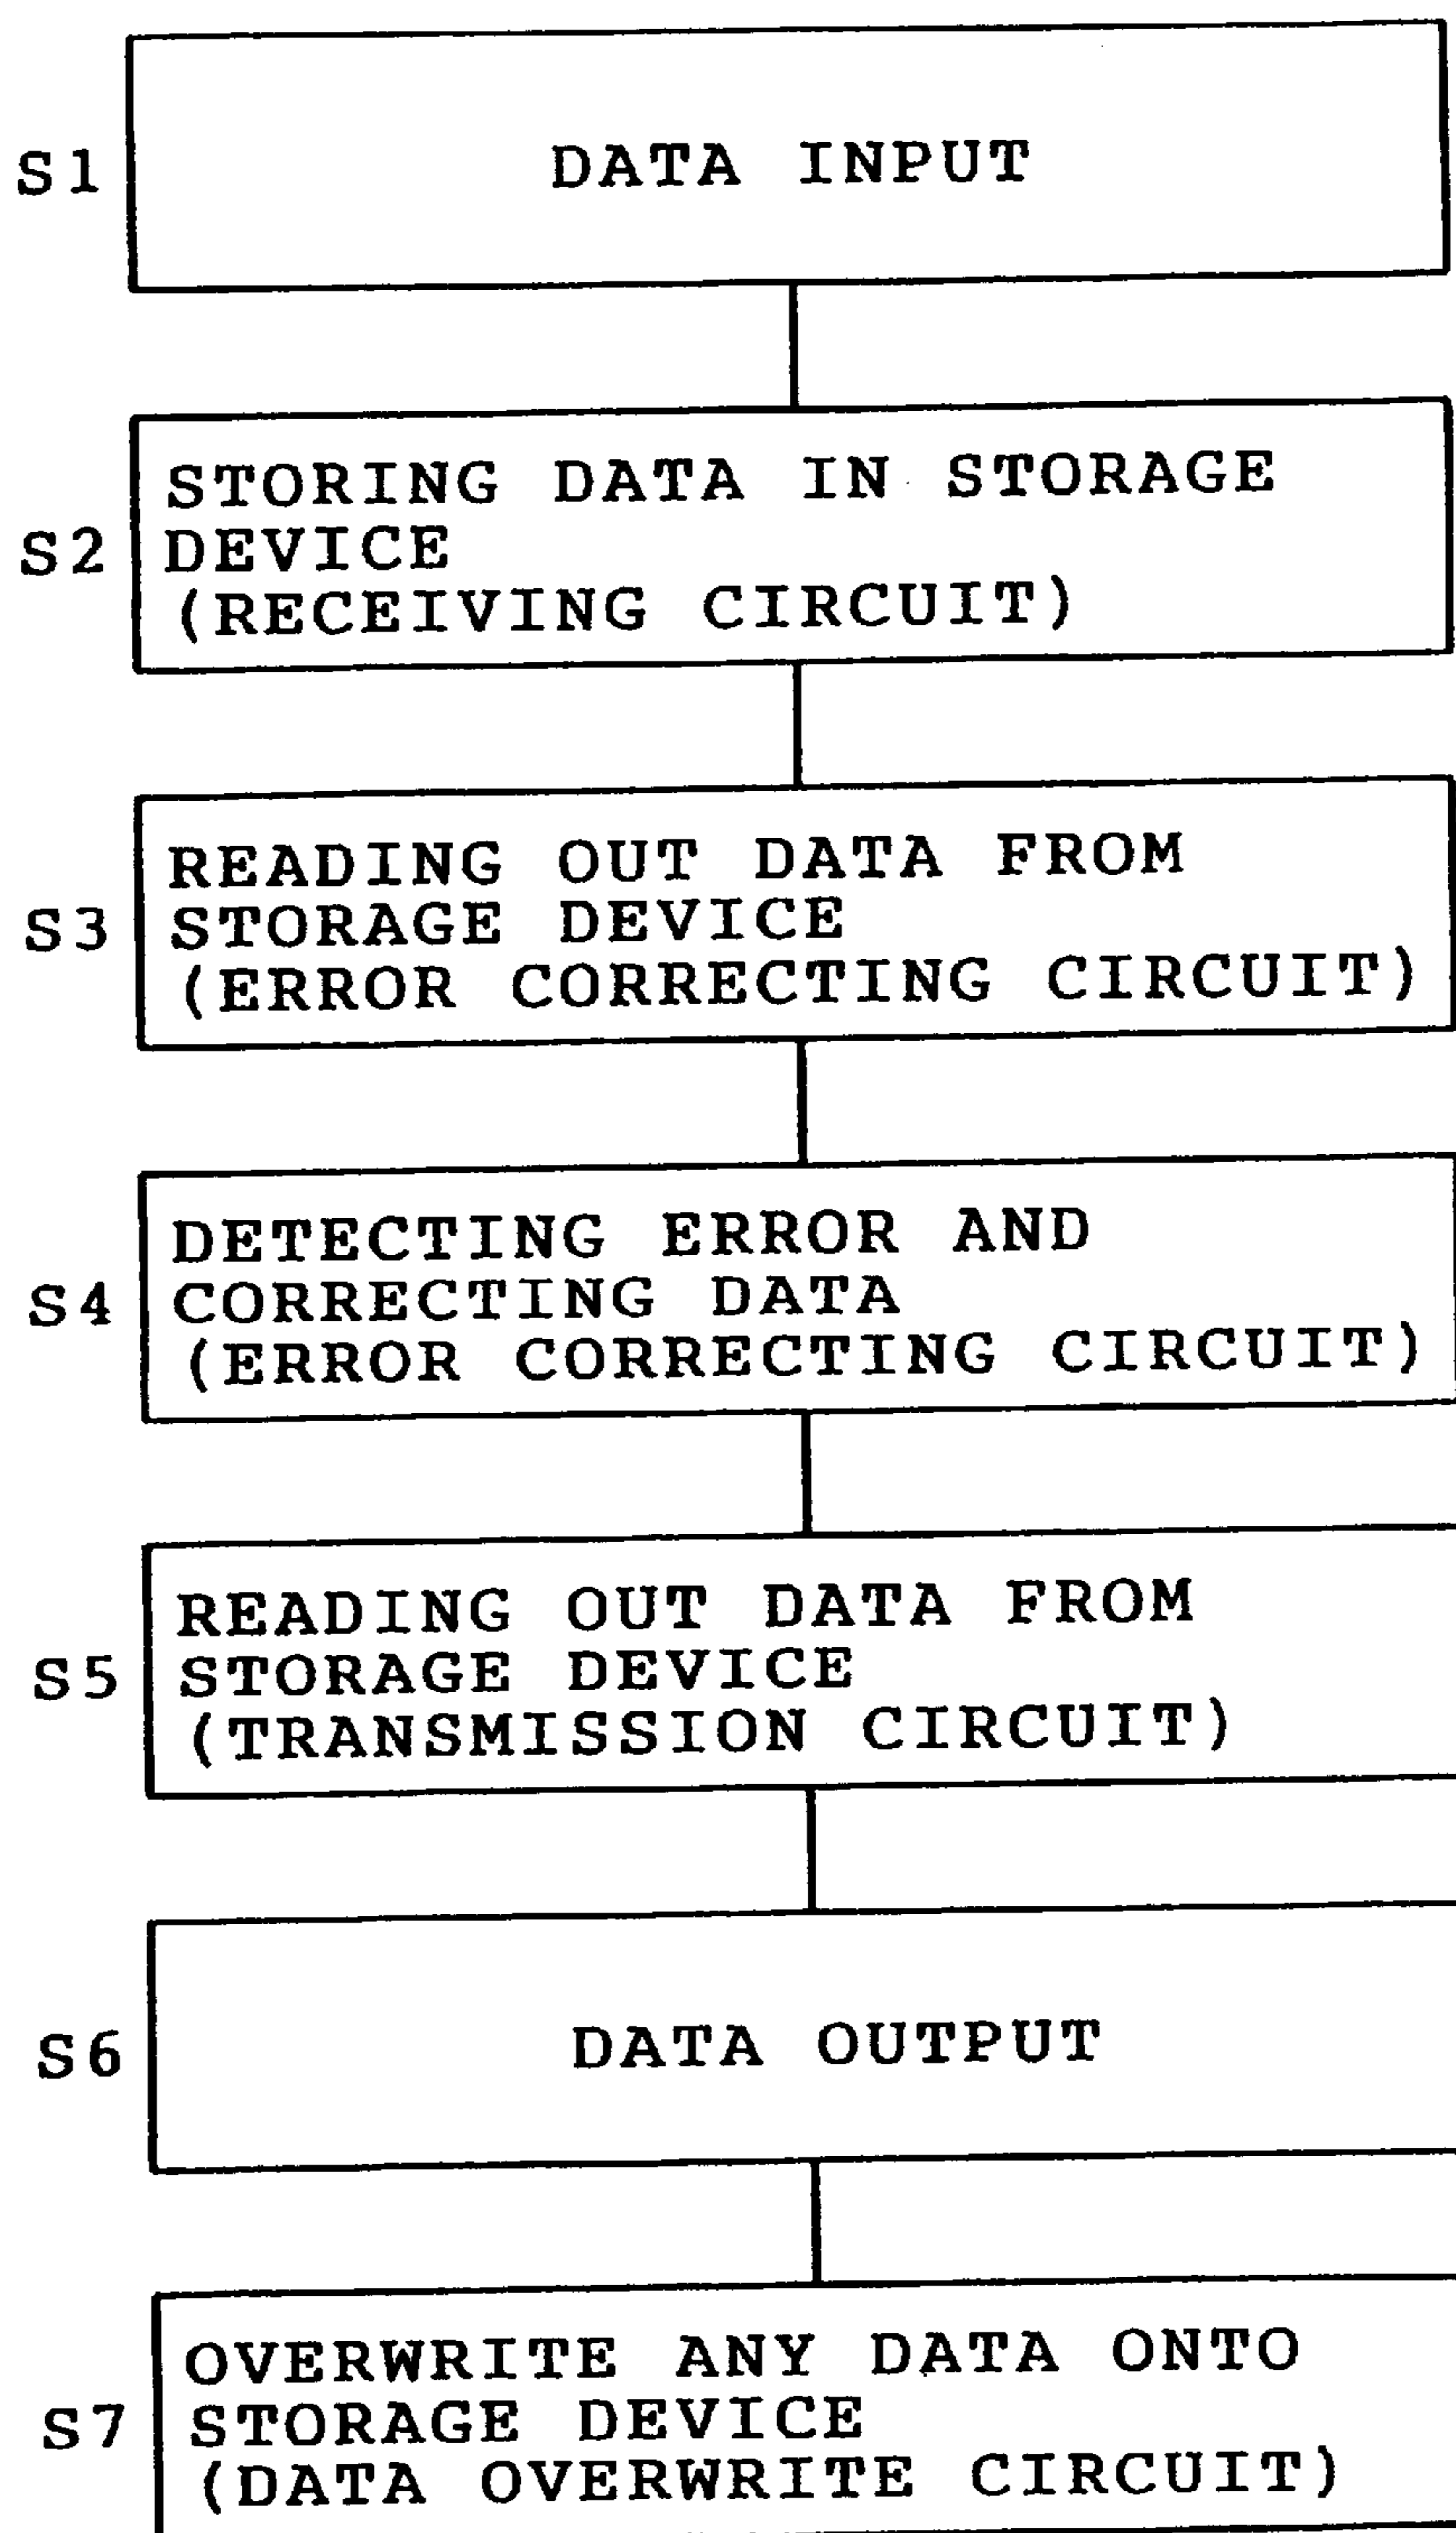 S1
DATA INPUT
S2
STORING DATA IN STORAGE
DEVICE
(RECEIVING CIRCUIT)
S3
READING OUT DATA FROM
STORAGE DEVICE
(ERROR CORRECTING CIRCUIT)
S4
DETECTING ERROR AND
CORRECTING DATA
(ERROR CORRECTING CIRCUIT)
S5
READING OUT DATA FROM
STORAGE DEVICE
(TRANSMISSION CIRCUIT)
S6
DATA OUTPUT
S7
OVERWRITE ANY DATA ONTO
STORAGE DEVICE
(DATA OVERWRITE CIRCUIT)